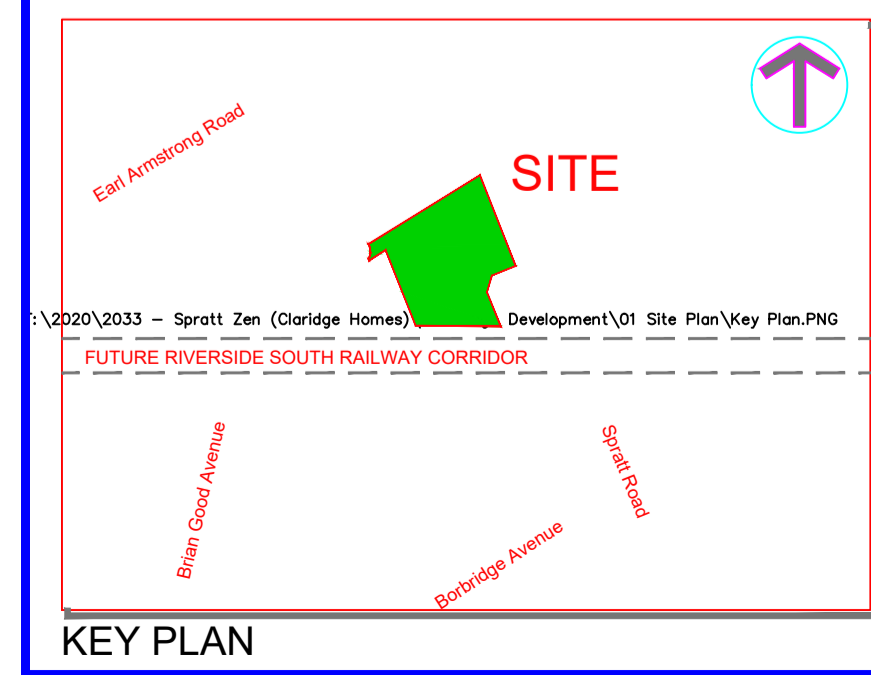 Earl Armstrong Road
SITE
:\2020\2033 – Spratt Zen (Claridge Homes) Development\01 Site Plan\Key Plan.PNG
FUTURE RIVERSIDE SOUTH RAILWAY CORRIDOR
Brian Good Avenue
Spratt Road
Borbridge Avenue
KEY PLAN